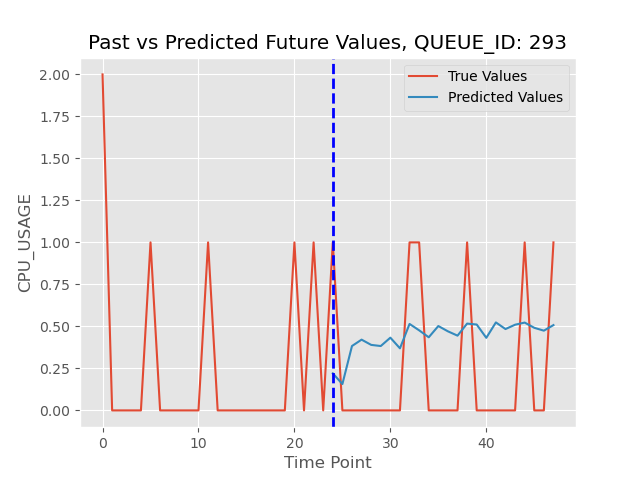 Past vs Predicted Future Values, QUEUE_ID: 293
True Values
Predicted Values
CPU_USAGE
2.00
1.75
1.50
1.25
1.00
0.75
0.50
0.25
0.00
0
10
20
30
40
Time Point